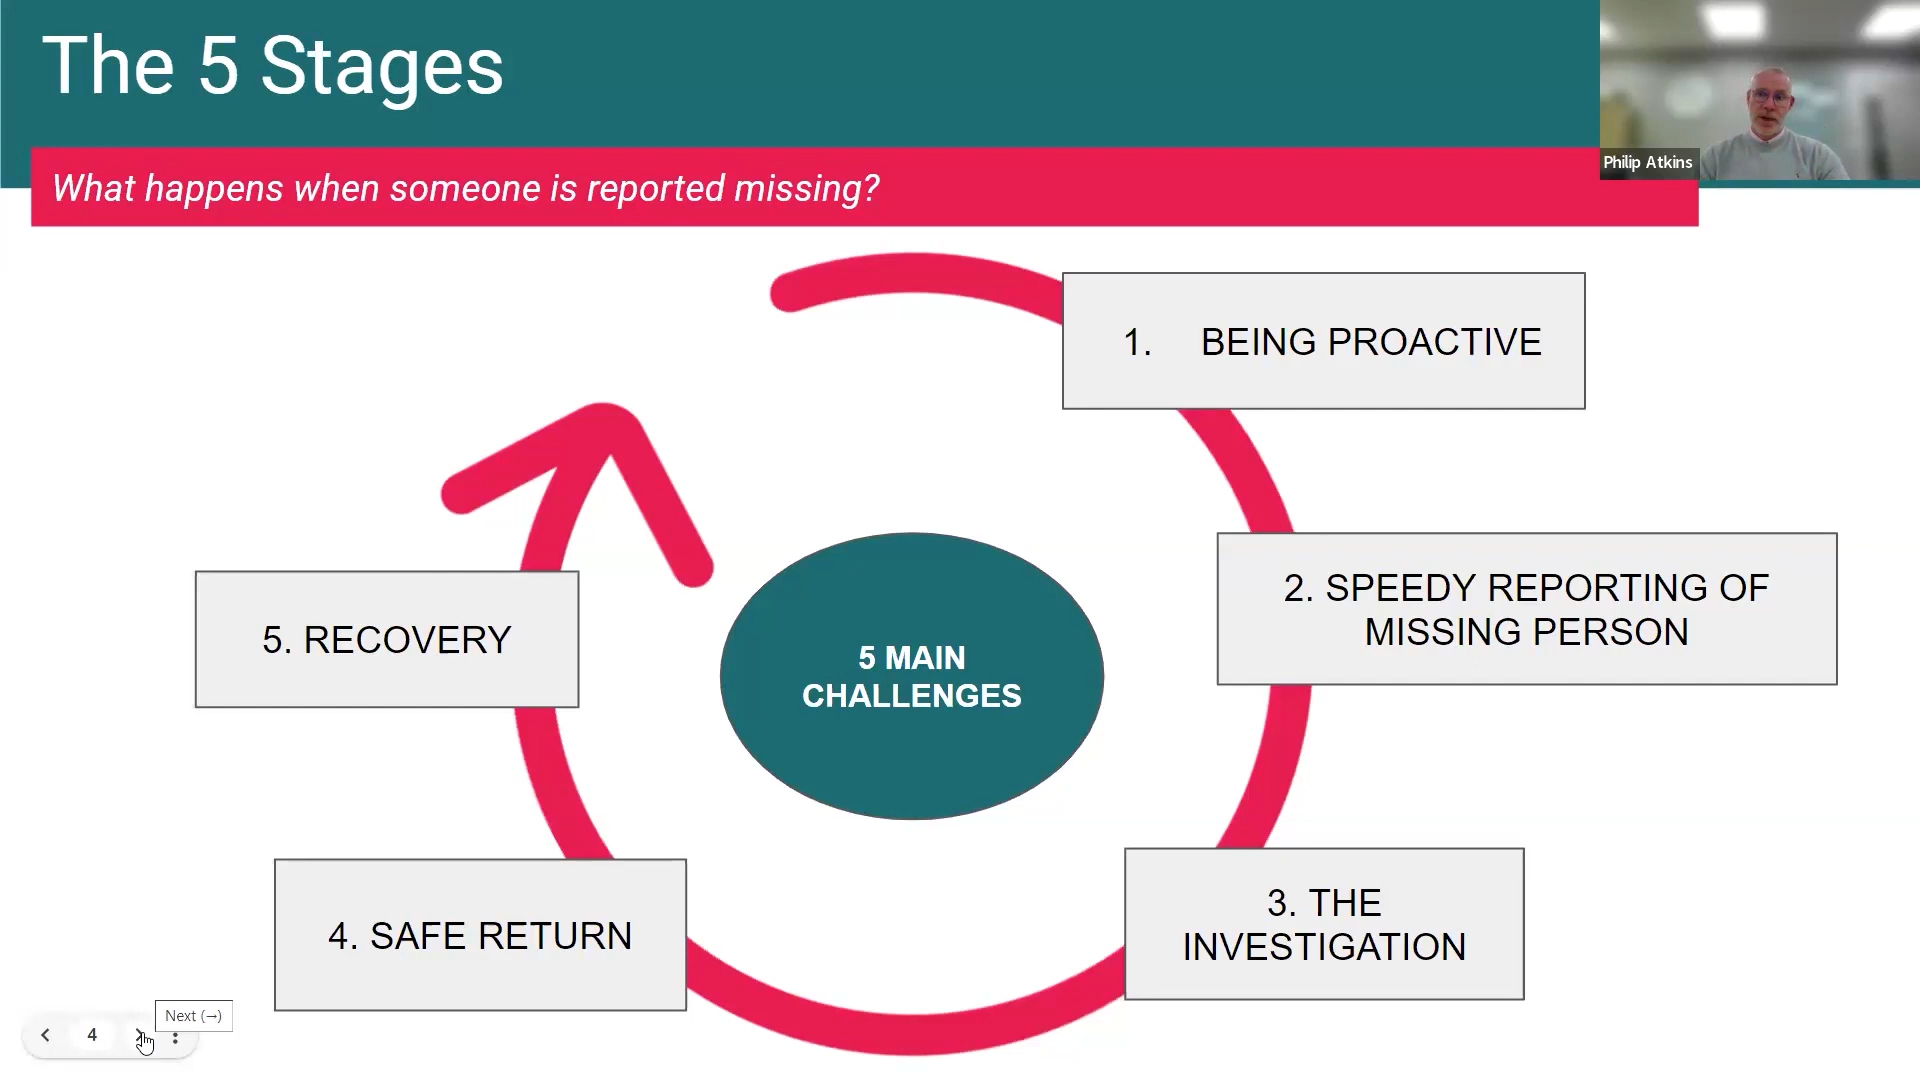 The 5 Stages
Philip Atkins
What happens when someone is reported missing?
1. BEING PROACTIVE
2. SPEEDY REPORTING OF
MISSING PERSON
5 MAIN
CHALLENGES
5. RECOVERY
3. THE
INVESTIGATION
4. SAFE RETURN
Next (→)
4